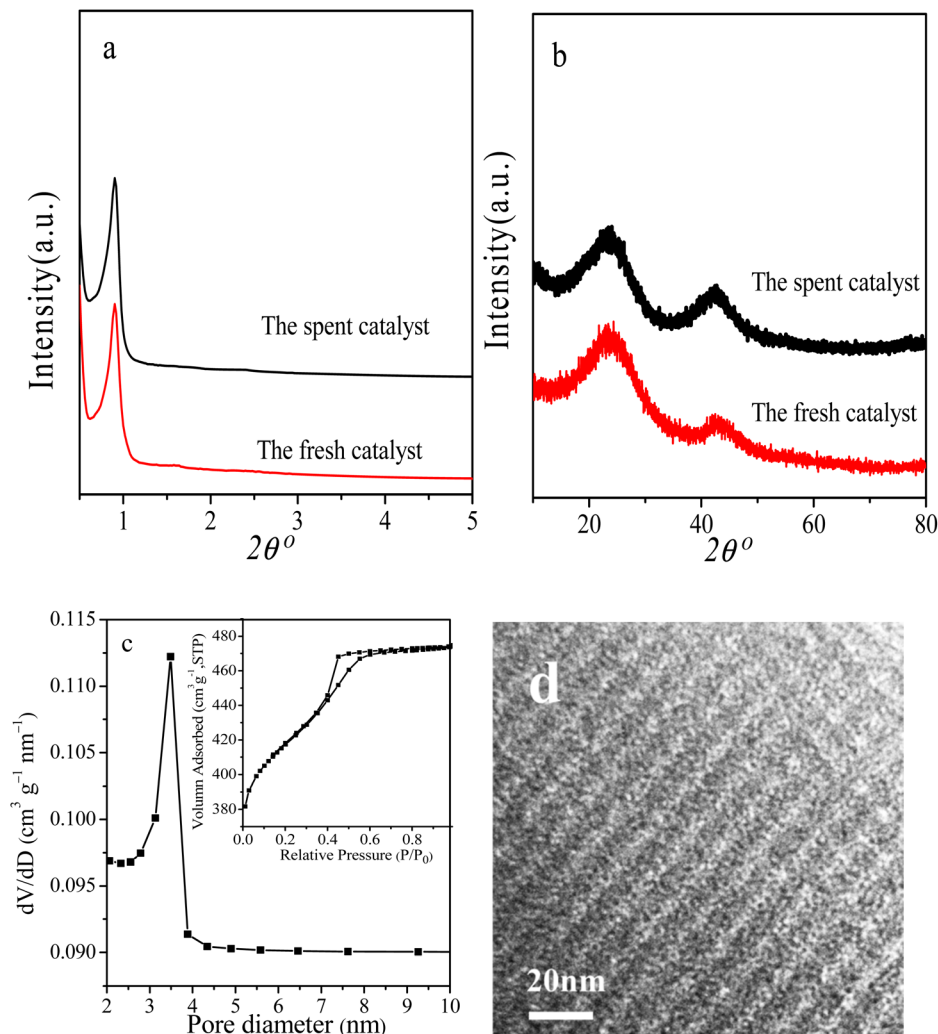 a
Intensity(a.u.)
The spent catalyst
The fresh catalyst
1 2 3 4 5
2θ°
b
Intensity(a.u.)
The spent catalyst
The fresh catalyst
20 40 60 80
2θ°
c
0.115
0.110
0.105
0.100
0.095
0.090
dV/dD (cm³ g⁻¹ nm⁻¹)
2 3 4 5 6 7 8 9 10
Pore diameter (nm)
480
460
440
420
400
380
Volumn Adsorbed (cm³g⁻¹,STP)
0.0 0.2 0.4 0.6 0.8
Relative Pressure (P/P₀)
d
20nm